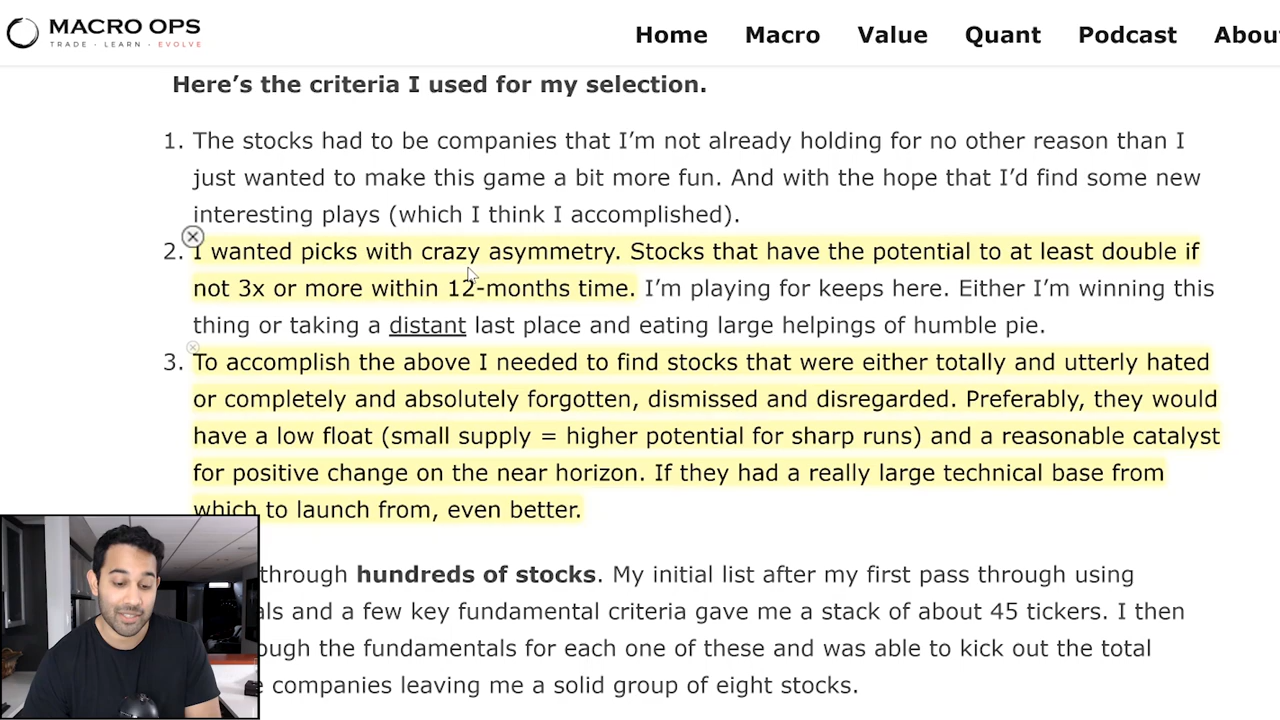 MACRO OPS
TRADE · LEARN · EVOLVE
Home Macro Value Quant Podcast Abou
Here’s the criteria I used for my selection.
1. The stocks had to be companies that I’m not already holding for no other reason than I
just wanted to make this game a bit more fun. And with the hope that I’d find some new
interesting plays (which I think I accomplished).
2. I wanted picks with crazy asymmetry. Stocks that have the potential to at least double if
not 3x or more within 12-months time. I’m playing for keeps here. Either I’m winning this
thing or taking a distant last place and eating large helpings of humble pie.
3. To accomplish the above I needed to find stocks that were either totally and utterly hated
or completely and absolutely forgotten, dismissed and disregarded. Preferably, they would
have a low float (small supply = higher potential for sharp runs) and a reasonable catalyst
for positive change on the near horizon. If they had a really large technical base from
which to launch from, even better.
through hundreds of stocks. My initial list after my first pass through using
als and a few key fundamental criteria gave me a stack of about 45 tickers. I then
ough the fundamentals for each one of these and was able to kick out the total
companies leaving me a solid group of eight stocks.